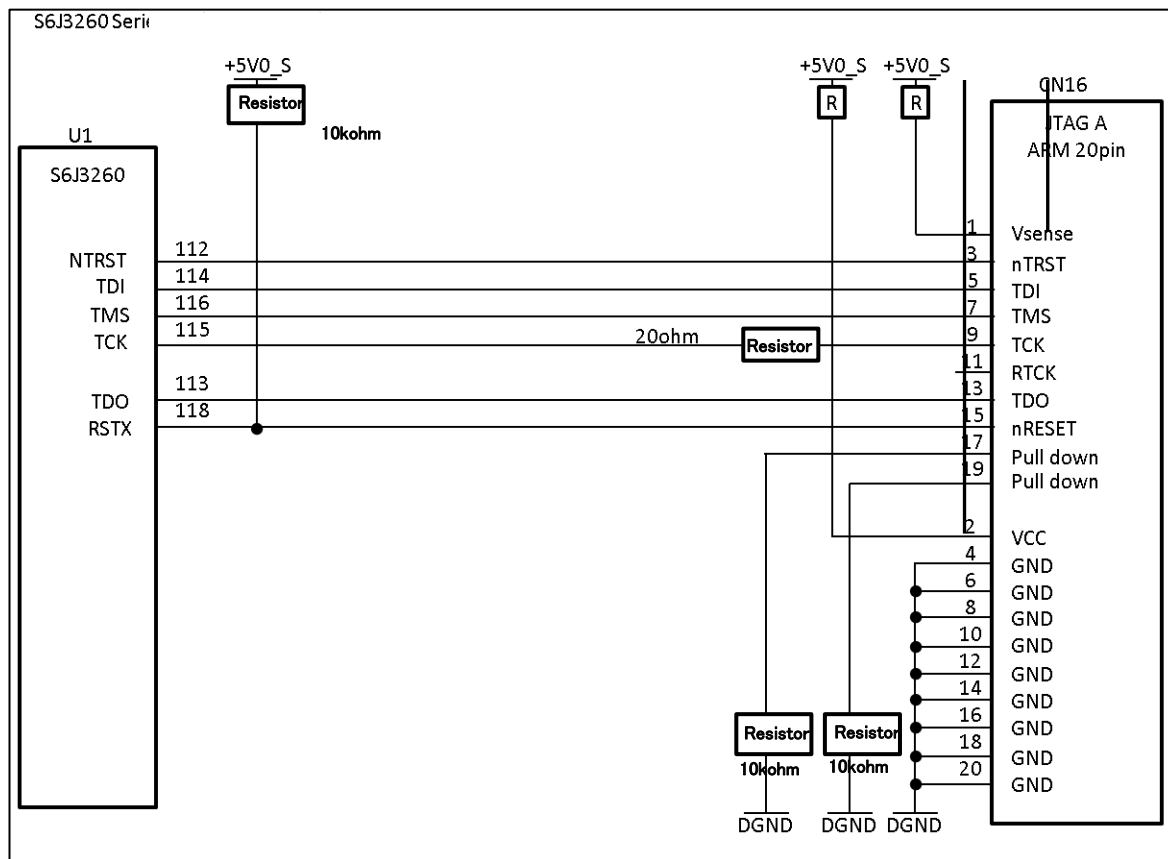 S6J3260 Seri
+5V0_S
+5V0_S
+5V0_S
Resistor
R
R
CN16
10kohm
U1
JTAG A
ARM 20pin
S6J3260
1
Vsense
NTRST
112
3
nTRST
TDI
114
5
TDI
TMS
116
7
TMS
TCK
115
20ohm
Resistor
9
TCK
11
RTCK
TDO
113
13
TDO
RSTX
118
15
nRESET
17
Pull down
19
Pull down
2
VCC
4
GND
6
GND
8
GND
10
GND
12
GND
14
GND
16
GND
18
GND
20
GND
Resistor
Resistor
10kohm
10kohm
DGND
DGND
DGND